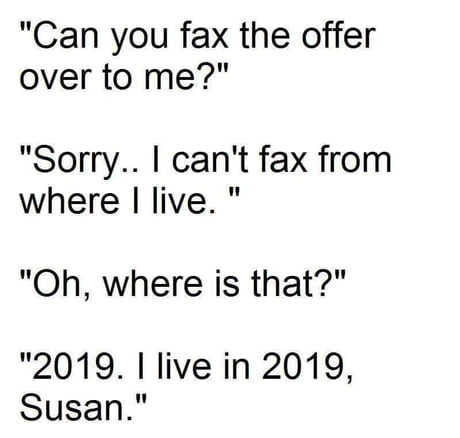 "Can you fax the offer
over to me?"
"Sorry.. I can't fax from
where I live. "
"Oh, where is that?"
"2019. I live in 2019,
Susan."